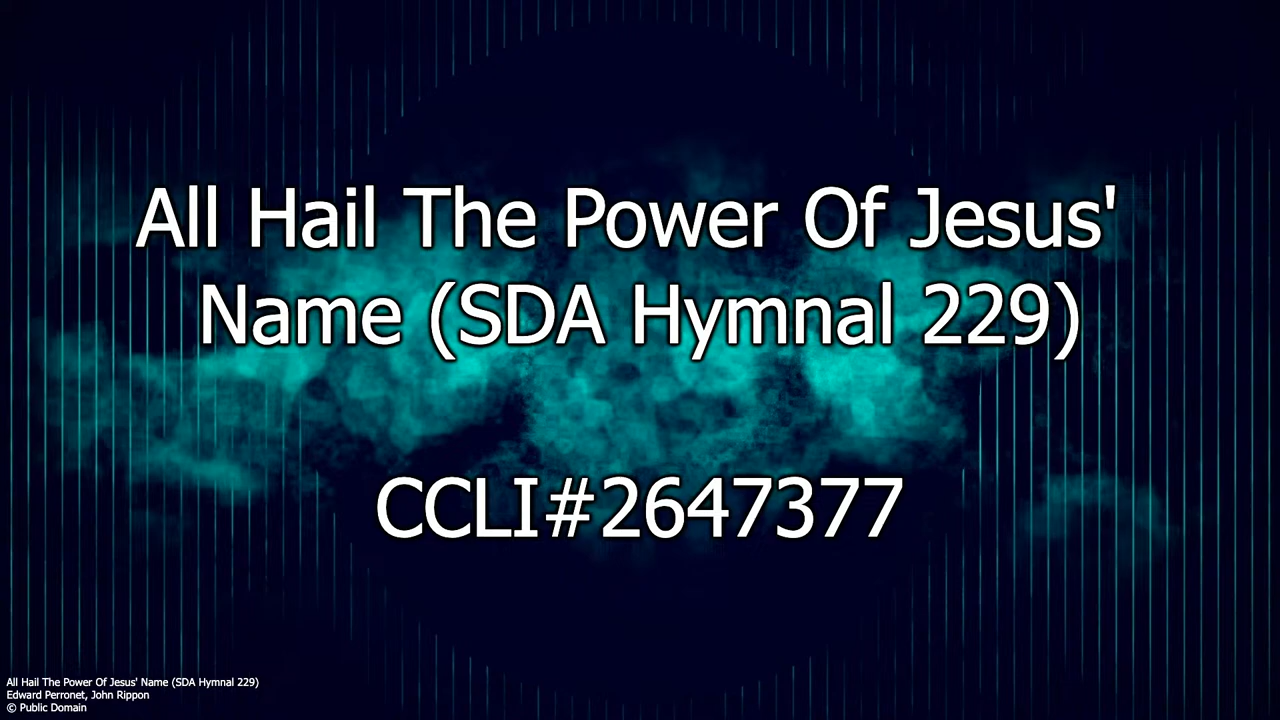 All Hail The Power Of Jesus'
Name (SDA Hymnal 229)
CCLI#2647377
All Hail The Power Of Jesus' Name (SDA Hymnal 229)
Edward Perronet, John Rippon
© Public Domain